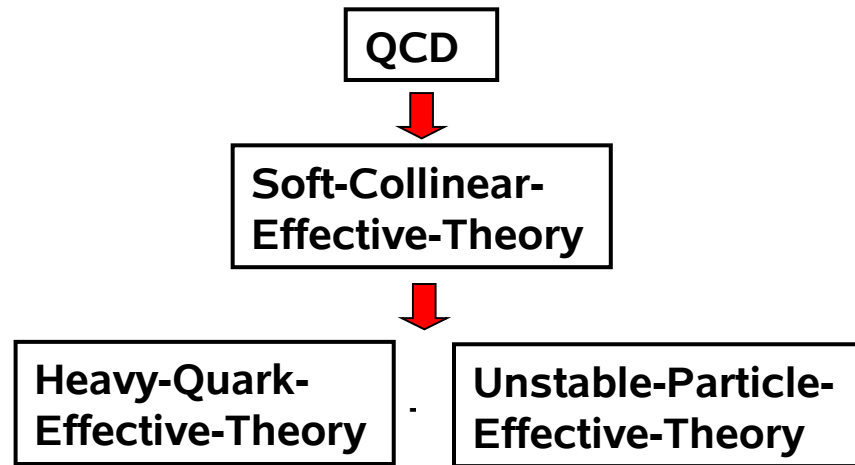 QCD
Soft-Collinear-
Effective-Theory
Heavy-Quark-
Effective-Theory
Unstable-Particle-
Effective-Theory